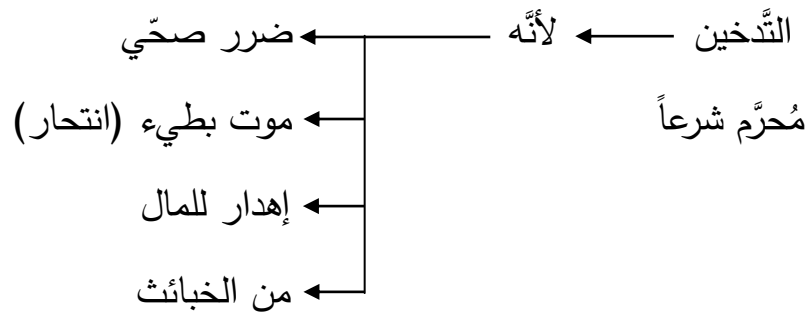 التَّدخين ← لأنَّه ← ضرر صحّي
مُحرَّم شرعاً ← موت بطيء (انتحار)
← إهدار للمال
← من الخبائث